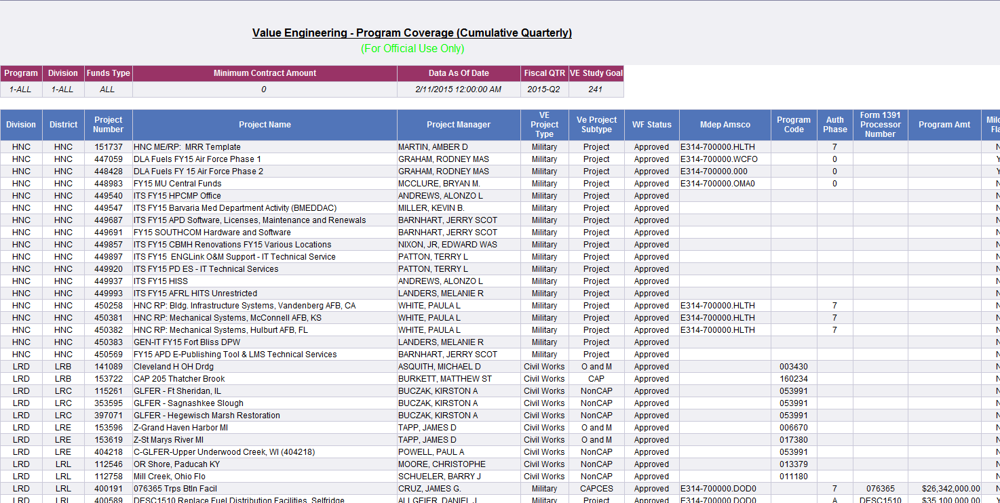 Value Engineering - Program Coverage (Cumulative Quarterly)
(For Official Use Only)
Program Division Funds Type Minimum Contract Amount Data As Of Date Fiscal QTR VE Study Goal
1-ALL 1-ALL ALL 0 2/11/2015 12:00:00 AM 2015-Q2 241
Division District Project Number Project Name Project Manager VE Project Type Ve Project Subtype WF Status Mdep Amsco Program Code Auth Phase Form 1391 Processor Number Program Amt
HNC HNC 151737 HNC ME/RP: MRR Template MARTIN, AMBER D Military Project Approved E314-700000.HLTH 7 N
HNC HNC 447059 DLA Fuels FY15 Air Force Phase 1 GRAHAM, RODNEY MAS Military Project Approved E314-700000.WCFO 0 Y
HNC HNC 448428 DLA Fuels FY 15 Air Force Phase 2 GRAHAM, RODNEY MAS Military Project Approved E314-700000.000 0 Y
HNC HNC 448983 FY15 MU Central Funds MCCLURE, BRYAN M. Military Project Approved E314-700000.OMA0 0 N
HNC HNC 449540 ITS FY15 HPCMP Office ANDREWS, ALONZO L Military Project Approved N
HNC HNC 449547 ITS FY15 Barvaria Med Department Activity (BMEDDAC) MILLER, KEVIN B. Military Project Approved N
HNC HNC 449687 ITS FY15 APD Software, Licenses, Maintenance and Renewals BARNHART, JERRY SCOT Military Project Approved N
HNC HNC 449691 FY15 SOUTHCOM Hardware and Software BARNHART, JERRY SCOT Military Project Approved N
HNC HNC 449857 ITS FY15 CBMH Renovations FY15 Various Locations NIXON, JR, EDWARD WAS Military Project Approved N
HNC HNC 449897 ITS FY15 ENGLink O&M Support - IT Technical Service PATTON, TERRY L Military Project Approved N
HNC HNC 449920 ITS FY15 PD ES - IT Technical Services PATTON, TERRY L Military Project Approved N
HNC HNC 449937 ITS FY15 HISS ANDREWS, ALONZO L Military Project Approved N
HNC HNC 449993 ITS FY15 AFRL HITS Unrestricted LANDERS, MELANIE R Military Project Approved N
HNC HNC 450258 HNC RP: Bldg. Infrastructure Systems, Vandenberg AFB, CA WHITE, PAULA L Military Project Approved E314-700000.HLTH 7 N
HNC HNC 450381 HNC RP: Mechanical Systems, McConnell AFB, KS WHITE, PAULA L Military Project Approved E314-700000.HLTH 7 N
HNC HNC 450382 HNC RP: Mechanical Systems, Hulburt AFB, FL WHITE, PAULA L Military Project Approved E314-700000.HLTH 7 N
HNC HNC 450383 GEN-IT FY15 Fort Bliss DPW LANDERS, MELANIE R Military Project Approved N
HNC HNC 450569 FY15 APD E-Publishing Tool & LMS Technical Services BARNHART, JERRY SCOT Military Project Approved N
LRD LRB 141089 Cleveland H OH Drdg ASQUITH, MICHAEL D Civil Works O and M Approved 003430 N
LRD LRB 153722 CAP 205 Thatcher Brook BURKETT, MATTHEW ST Civil Works CAP Approved 160234 N
LRD LRC 115261 GLFER - Ft Sheridan, IL BUCZAK, KIRSTON A Civil Works NonCAP Approved 053991 N
LRD LRC 353595 GLFER - Sagnashkee Slough BUCZAK, KIRSTON A Civil Works NonCAP Approved 053991 N
LRD LRC 397071 GLFER - Hegewisch Marsh Restoration BUCZAK, KIRSTON A Civil Works NonCAP Approved 053991 N
LRD LRE 153596 Z-Grand Haven Harbor MI TAPP, JAMES D Civil Works O and M Approved 006670 N
LRD LRE 153619 Z-St Marys River MI TAPP, JAMES D Civil Works O and M Approved 017380 N
LRD LRE 404218 C-GLFER-Upper Underwood Creek, WI (404218) POWELL, PAUL A Civil Works NonCAP Approved 053991 N
LRD LRL 112546 OR Shore, Paducah KY MOORE, CHRISTOPHE Civil Works NonCAP Approved 013379 N
LRD LRL 112758 Mill Creek, Ohio Flo SCHUELER, BARRY J Civil Works NonCAP Approved 011180 N
LRD LRL 400191 076365 Trps Btln Facil CRUZ, JAMES G. Military CAPCES Approved E314-700000.DOD0 7 076365 $26,342,000.00 N
LRD LRL 400589 DESC1510 Replace Fuel Distribution Facilities, Selfridge ALLGEIER, DANIEL J Military Project Approved E314-700000.DOD0 A DESC1510 $35,100,000.00 Y